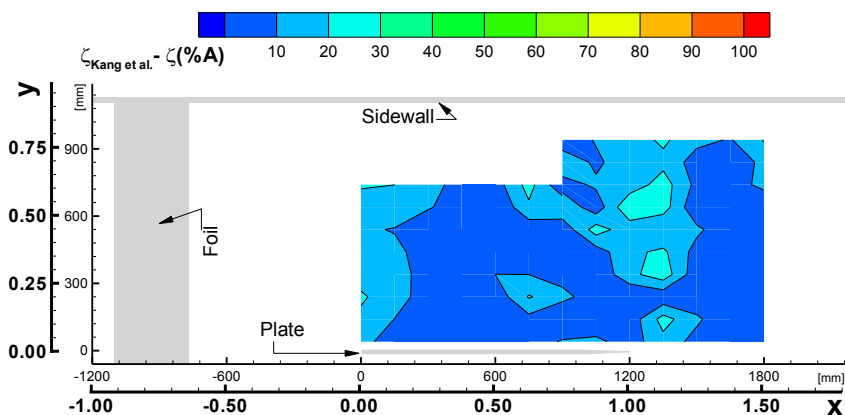 10 20 30 40 50 60 70 80 90 100
ζKang et al.- ζ(%A)
y
[mm]
Sidewall
0.75 900
0.50 600
Foil
0.25 300
Plate
0.00 0
-1200 -600 0 600 1200 1800 [mm]
-1.00 -0.50 0.00 0.50 1.00 1.50 x